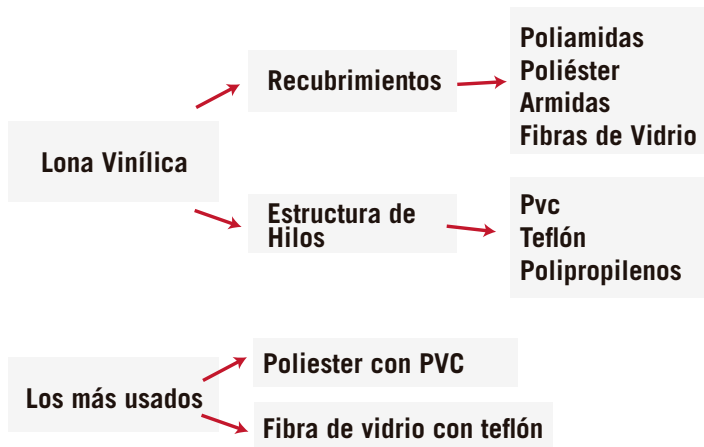 Lona Vinílica
Recubrimientos
Poliamidas
Poliéster
Armidas
Fibras de Vidrio
Estructura de
Hilos
Pvc
Teflón
Polipropilenos
Los más usados
Poliester con PVC
Fibra de vidrio con teflón